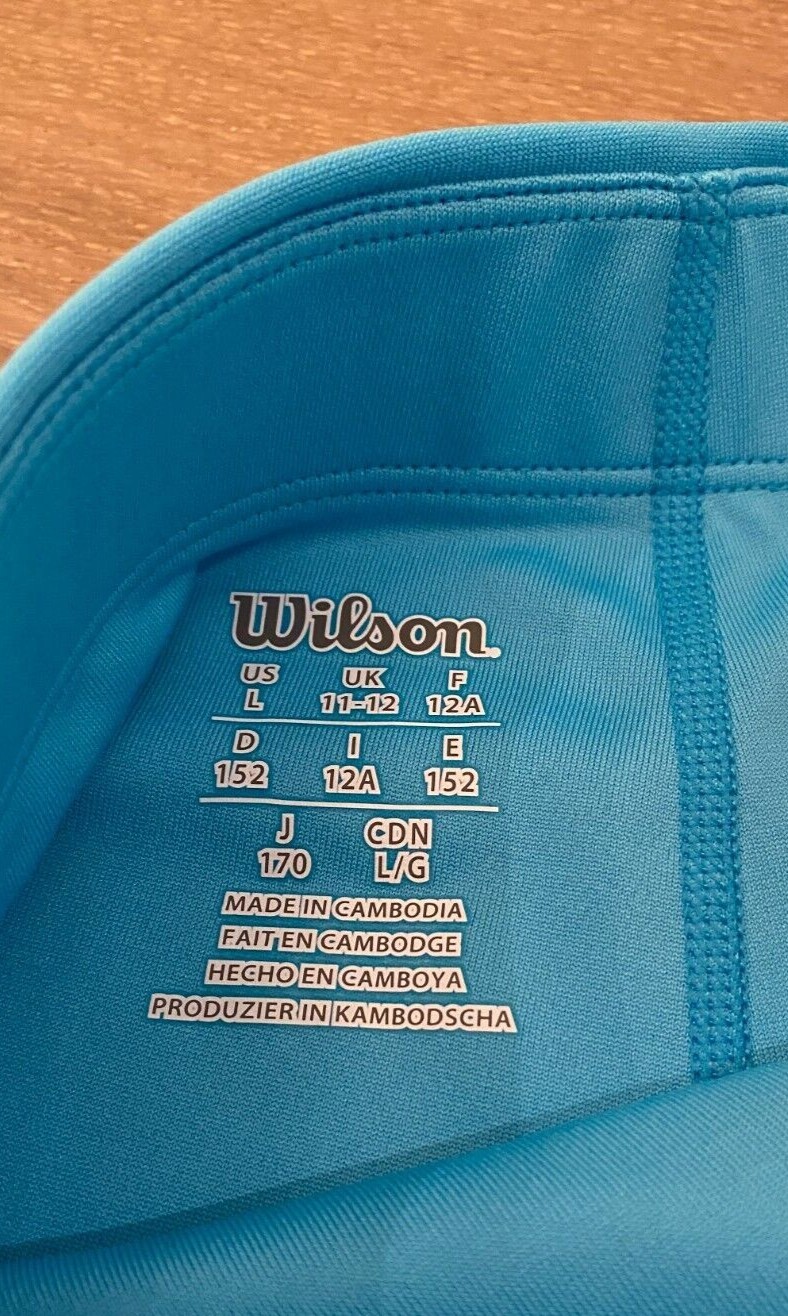 Wilson.
US UK F
L 11-12 12A
D I E
152 12A 152
J CDN
170 L/G
MADE IN CAMBODIA
FAIT EN CAMBODGE
HECHO EN CAMBOYA
PRODUZIER IN KAMBODSCHA